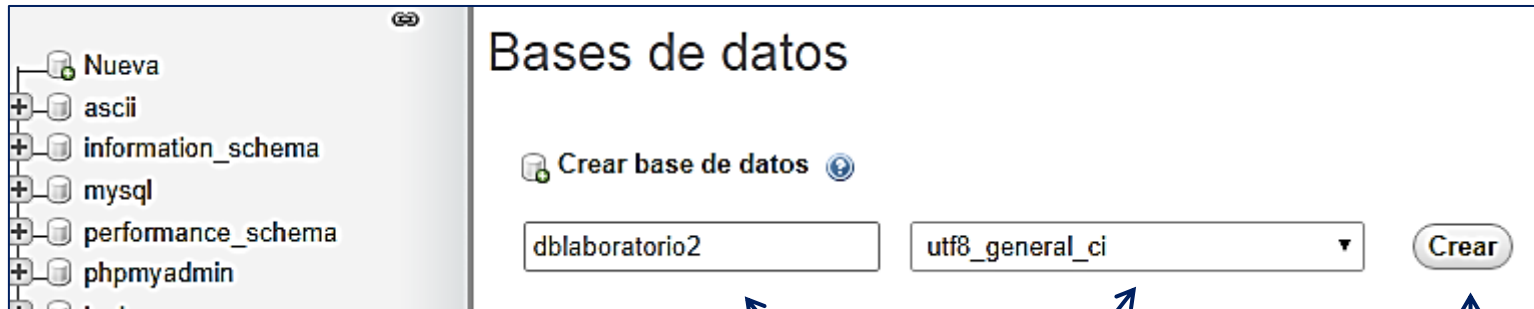 Nueva
ascii
information_schema
mysql
performance_schema
phpmyadmin
Bases de datos
Crear base de datos
dblaboratorio2
utf8_general_ci
Crear